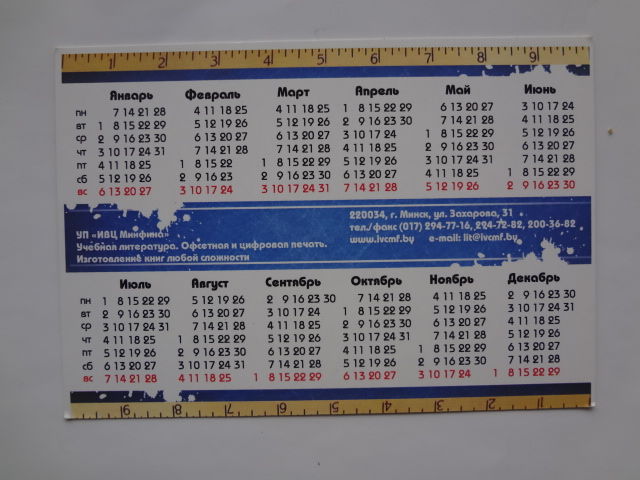 1 2 3 4 5 6 7 8 9
Январь Февраль Март Апрель Май Июнь
пн 7 14 21 28 4 11 18 25 4 11 18 25 1 8 15 22 29 6 13 20 27 3 10 17 24
вт 1 8 15 22 29 5 12 19 26 5 12 19 26 2 9 16 23 30 7 14 21 28 4 11 18 25
ср 2 9 16 23 30 6 13 20 27 6 13 20 27 3 10 17 24 1 8 15 22 29 5 12 19 26
чт 3 10 17 24 31 7 14 21 28 7 14 21 28 4 11 18 25 2 9 16 23 30 6 13 20 27
пт 4 11 18 25 1 8 15 22 1 8 15 22 29 5 12 19 26 3 10 17 24 31 7 14 21 28
сб 5 12 19 26 2 9 16 23 2 9 16 23 30 6 13 20 27 4 11 18 25 1 8 15 22 29
вс 6 13 20 27 3 10 17 24 3 10 17 24 31 7 14 21 28 5 12 19 26 2 9 16 23 30
220034, г. Минск, ул. Захарова, 31
тел./факс (017) 294-77-16, 294-72-82, 200-36-82
www.ivcmf.by e-mail: lit@ivcmf.by
УП «ИВЦ Минфина»
Учебная литература. Офсетная и цифровая печать.
Изготовление книг любой сложности
Июль Август Сентябрь Октябрь Ноябрь Декабрь
пн 1 8 15 22 29 5 12 19 26 2 9 16 23 30 7 14 21 28 4 11 18 25 2 9 16 23 30
вт 2 9 16 23 30 6 13 20 27 3 10 17 24 1 8 15 22 29 5 12 19 26 3 10 17 24 31
ср 3 10 17 24 31 7 14 21 28 4 11 18 25 2 9 16 23 30 6 13 20 27 4 11 18 25
чт 4 11 18 25 1 8 15 22 29 5 12 19 26 3 10 17 24 31 7 14 21 28 5 12 19 26
пт 5 12 19 26 2 9 16 23 30 6 13 20 27 4 11 18 25 1 8 15 22 29 6 13 20 27
сб 6 13 20 27 3 10 17 24 31 7 14 21 28 5 12 19 26 2 9 16 23 30 7 14 21 28
вс 7 14 21 28 4 11 18 25 1 8 15 22 29 6 13 20 27 3 10 17 24 1 8 15 22 29
9 8 7 6 5 4 3 2 1